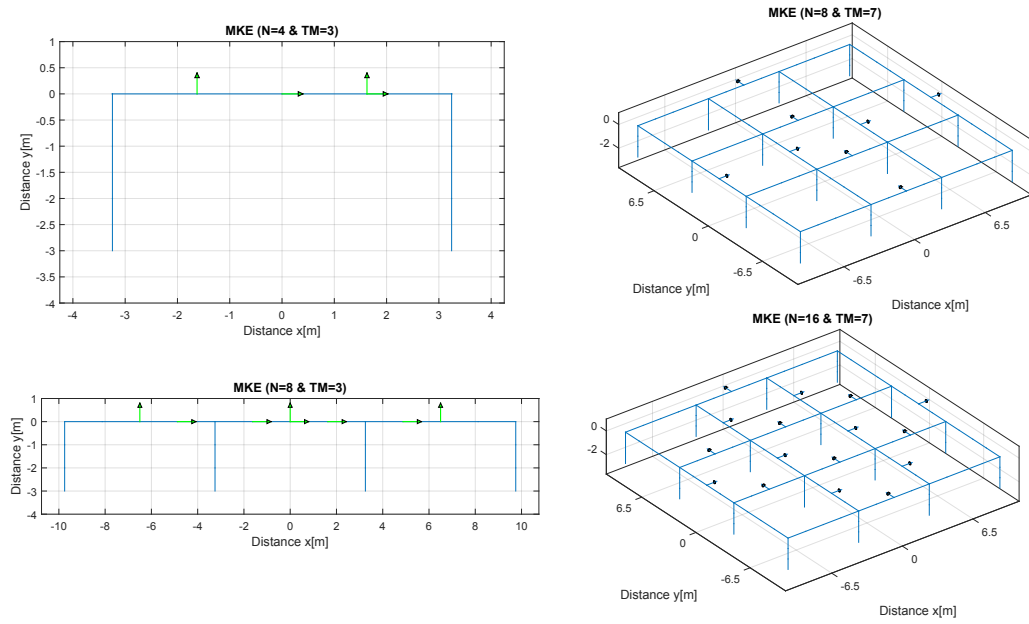 MKE (N=4 & TM=3)
1
0.5
0
-0.5
-1
-1.5
-2
-2.5
-3
-3.5
-4
Distance y[m]
-4 -3 -2 -1 0 1 2 3 4
Distance x[m]
MKE (N=8 & TM=3)
1
0
-1
-2
-3
-4
Distance y[m]
-10 -8 -6 -4 -2 0 2 4 6 8 10
Distance x[m]
MKE (N=8 & TM=7)
0
-2
6.5
0
-6.5
Distance y[m]
-6.5
0
6.5
Distance x[m]
MKE (N=16 & TM=7)
0
-2
6.5
0
-6.5
Distance y[m]
-6.5
0
6.5
Distance x[m]